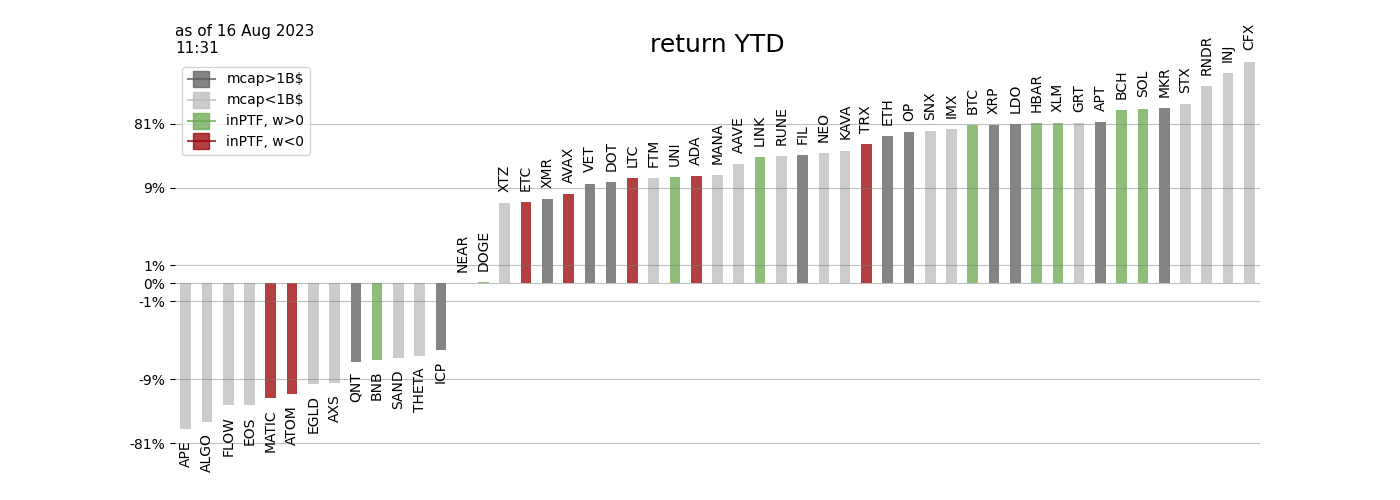 as of 16 Aug 2023
11:31
return YTD
mcap>1B$
mcap<1B$
inPTF, w>0
inPTF, w<0
81%
9%
1%
0%
-1%
-9%
-81%
APE
ALGO
FLOW
EOS
MATIC
ATOM
EGLD
AXS
QNT
BNB
SAND
THETA
ICP
NEAR
DOGE
XTZ
ETC
XMR
AVAX
VET
DOT
LTC
FTM
UNI
ADA
MANA
AAVE
LINK
RUNE
FIL
NEO
KAVA
TRX
ETH
OP
SNX
IMX
BTC
XRP
LDO
HBAR
XLM
GRT
APT
BCH
SOL
MKR
STX
RNDR
INJ
CFX